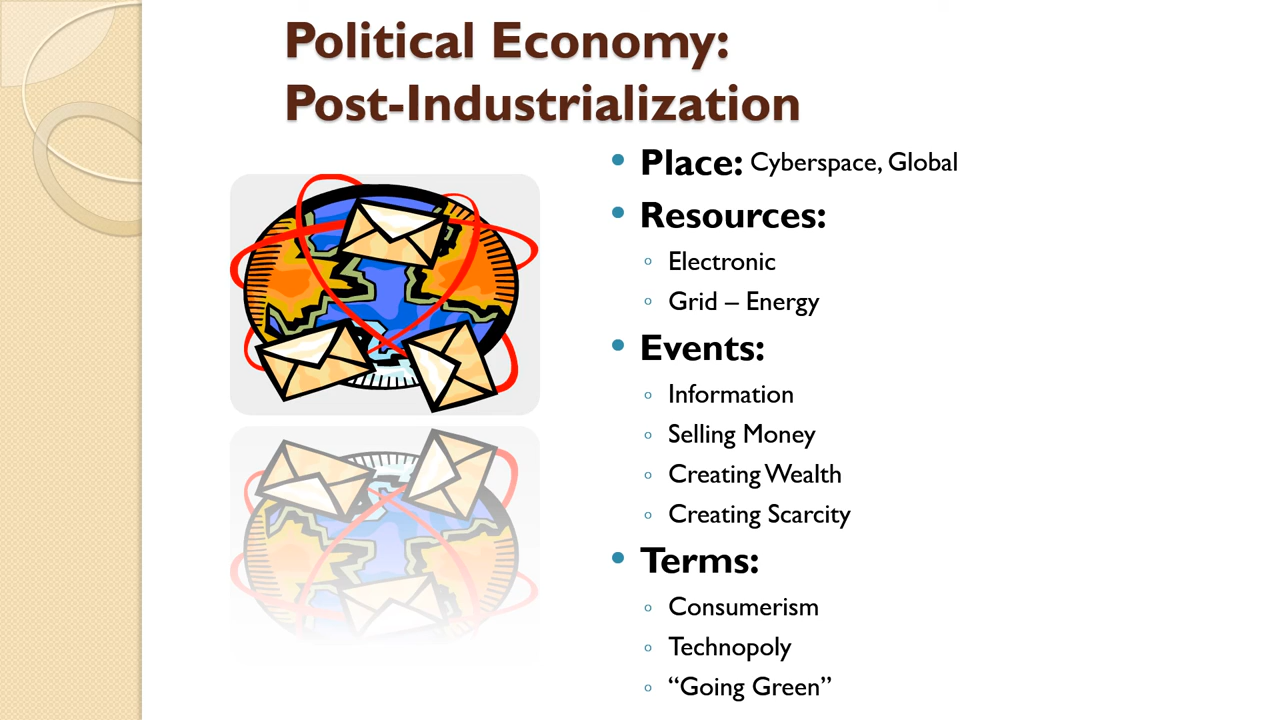 Political Economy:
Post-Industrialization
• Place: Cyberspace, Global
• Resources:
◦ Electronic
◦ Grid – Energy
• Events:
◦ Information
◦ Selling Money
◦ Creating Wealth
◦ Creating Scarcity
• Terms:
◦ Consumerism
◦ Technopoly
◦ “Going Green”